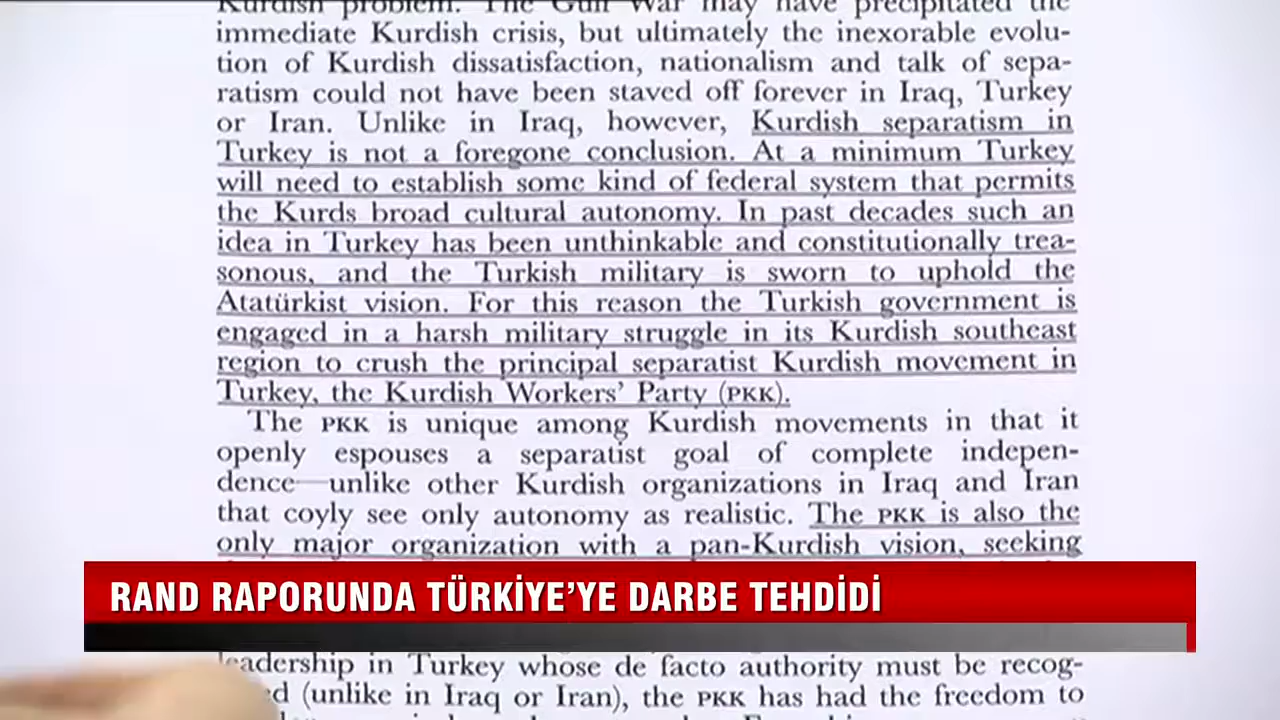 Kurdish problem. The Gulf War may have precipitated the
immediate Kurdish crisis, but ultimately the inexorable evolu-
tion of Kurdish dissatisfaction, nationalism and talk of sepa-
ratism could not have been staved off forever in Iraq, Turkey
or Iran. Unlike in Iraq, however, Kurdish separatism in
Turkey is not a foregone conclusion. At a minimum Turkey
will need to establish some kind of federal system that permits
the Kurds broad cultural autonomy. In past decades such an
idea in Turkey has been unthinkable and constitutionally trea-
sonous, and the Turkish military is sworn to uphold the
Atatürkist vision. For this reason the Turkish government is
engaged in a harsh military struggle in its Kurdish southeast
region to crush the principal separatist Kurdish movement in
Turkey, the Kurdish Workers' Party (PKK).
The PKK is unique among Kurdish movements in that it
openly espouses a separatist goal of complete indepen-
dence—unlike other Kurdish organizations in Iraq and Iran
that coyly see only autonomy as realistic. The PKK is also the
only major organization with a pan-Kurdish vision, seeking
RAND RAPORUNDA TÜRKİYE'YE DARBE TEHDİDİ
leadership in Turkey whose de facto authority must be recog-
(unlike in Iraq or Iran), the PKK has had the freedom to